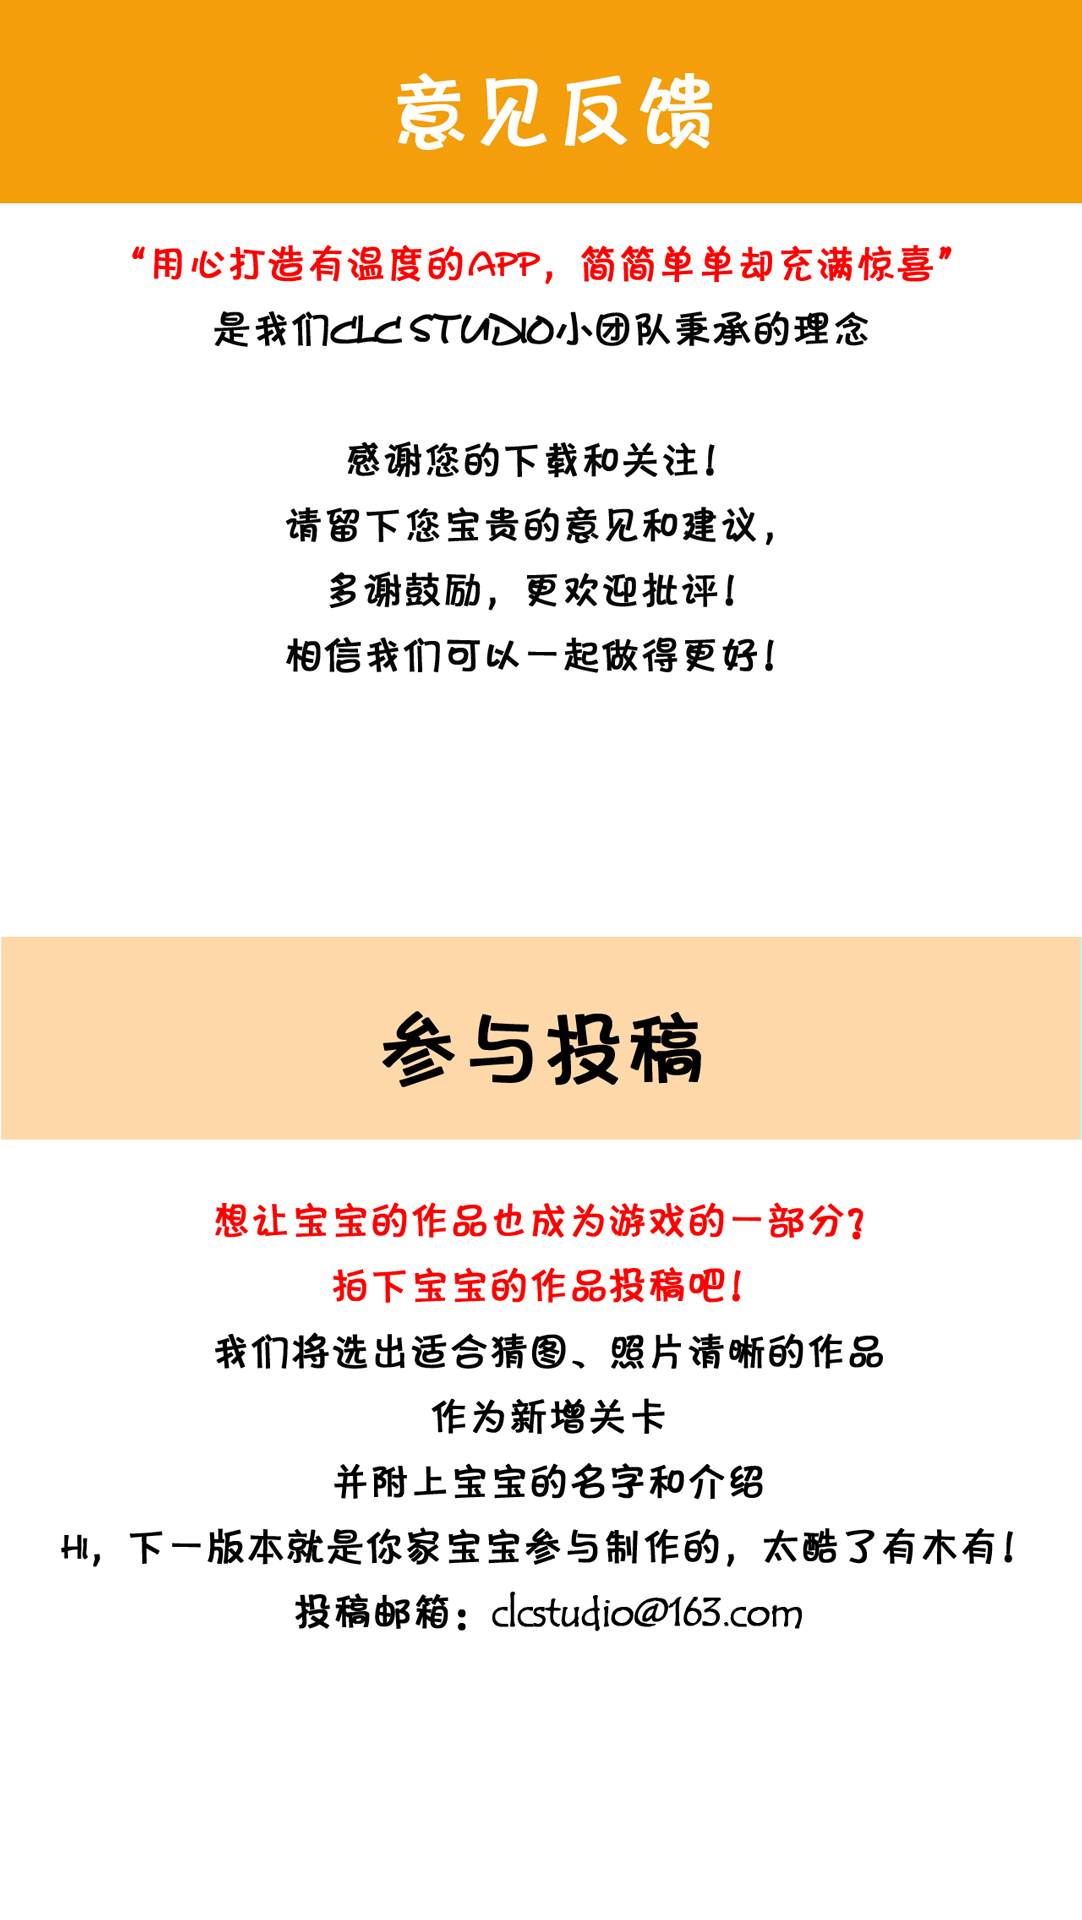 意见反馈
“用心打造有温度的APP，简简单单却充满惊喜”
是我们CLC STUDIO小团队秉承的理念
感谢您的下载和关注！
请留下您宝贵的意见和建议，
多谢鼓励，更欢迎批评！
相信我们可以一起做得更好！
参与投稿
想让宝宝的作品也成为游戏的一部分？
拍下宝宝的作品投稿吧！
我们将选出适合猜图、照片清晰的作品
作为新增关卡
并附上宝宝的名字和介绍
HI，下一版本就是你家宝宝参与制作的，太酷了有木有！
投稿邮箱：clcstudio@163.com